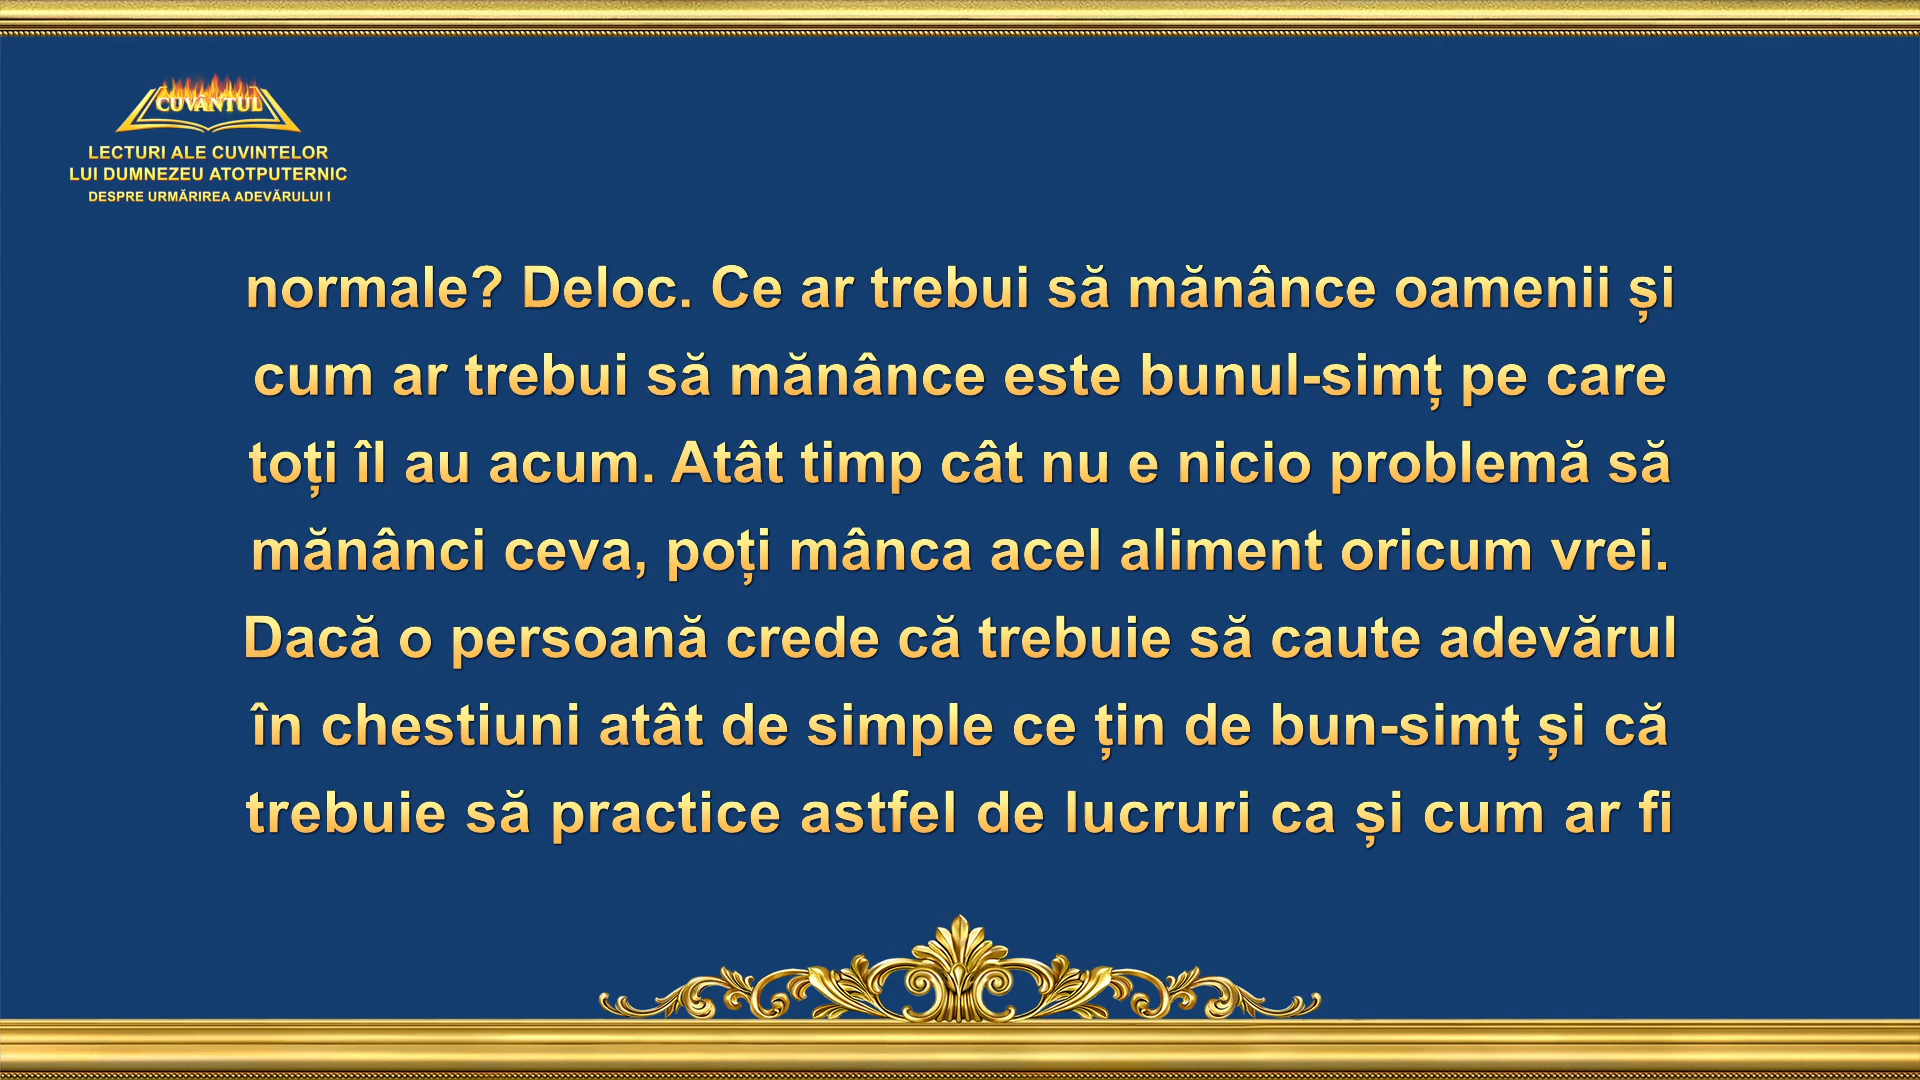 CUVÂNTUL
LECTURI ALE CUVINTELOR
LUI DUMNEZEU ATOTPUTERNIC
DESPRE URMĂRIREA ADEVĂRULUI I
normale? Deloc. Ce ar trebui să mănânce oamenii și
cum ar trebui să mănânce este bunul-simț pe care
toți îl au acum. Atât timp cât nu e nicio problemă să
mănânci ceva, poți mânca acel aliment oricum vrei.
Dacă o persoană crede că trebuie să caute adevărul
în chestiuni atât de simple ce țin de bun-simț și că
trebuie să practice astfel de lucruri ca și cum ar fi